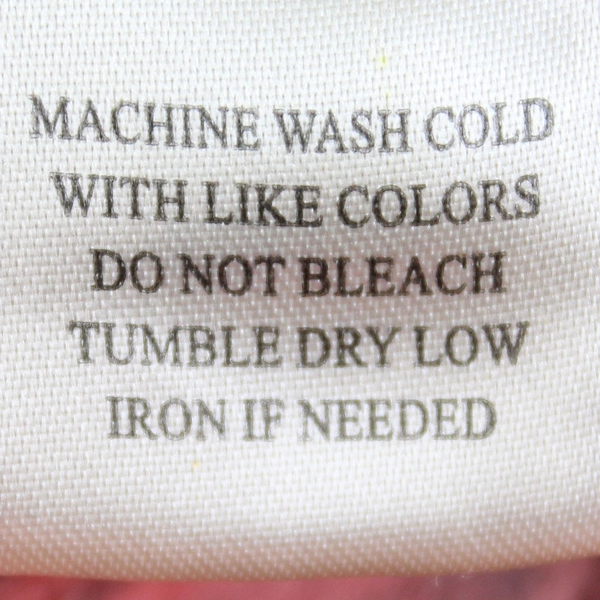 MACHINE WASH COLD
WITH LIKE COLORS
DO NOT BLEACH
TUMBLE DRY LOW
IRON IF NEEDED